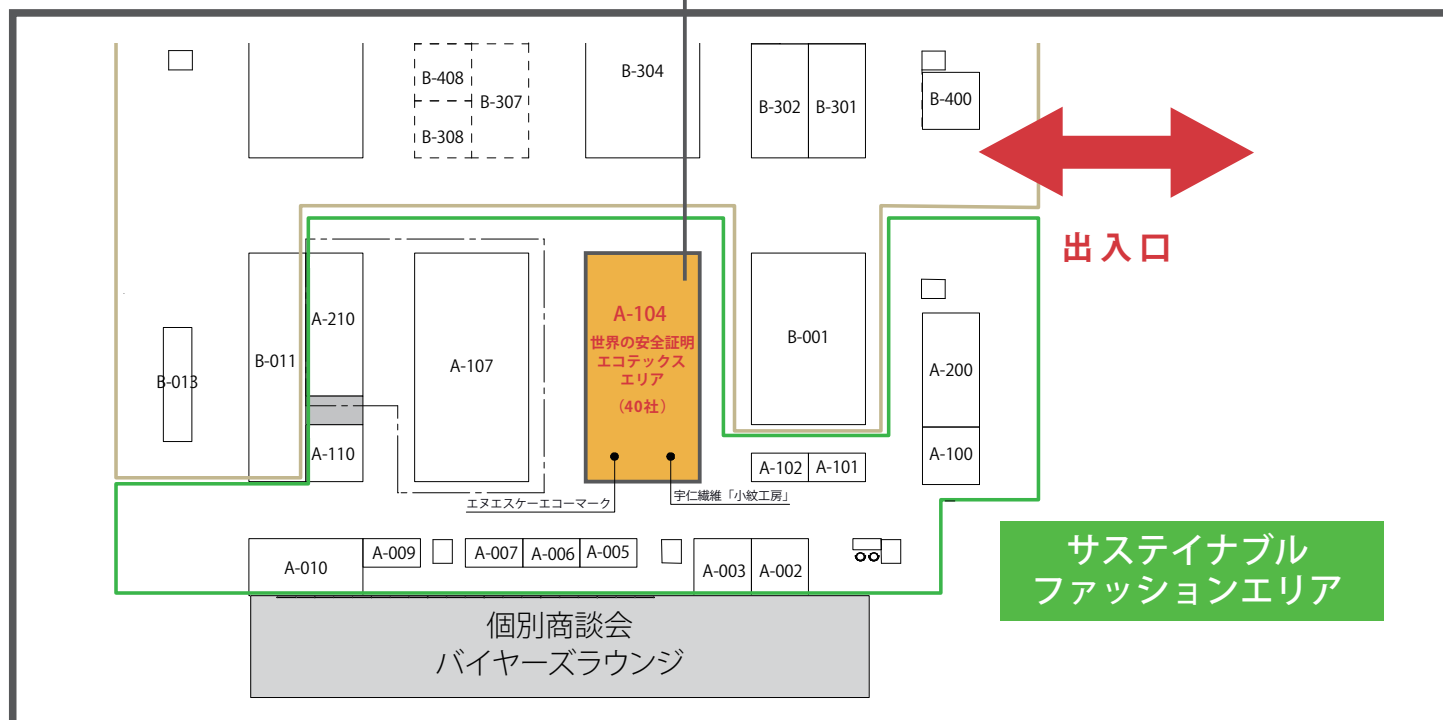 B-408
B-307
B-308
B-304
B-302
B-301
B-400
出入口
B-013
B-011
A-210
A-110
A-107
A-104
世界の安全証明
エコテックス
エリア
（40社）
B-001
A-200
A-100
A-102
A-101
エヌエスケーエコーマーク
宇仁繊維「小紋工房」
A-010
A-009
A-007
A-006
A-005
A-003
A-002
サステイナブル
ファッションエリア
個別商談会
バイヤーズラウンジ